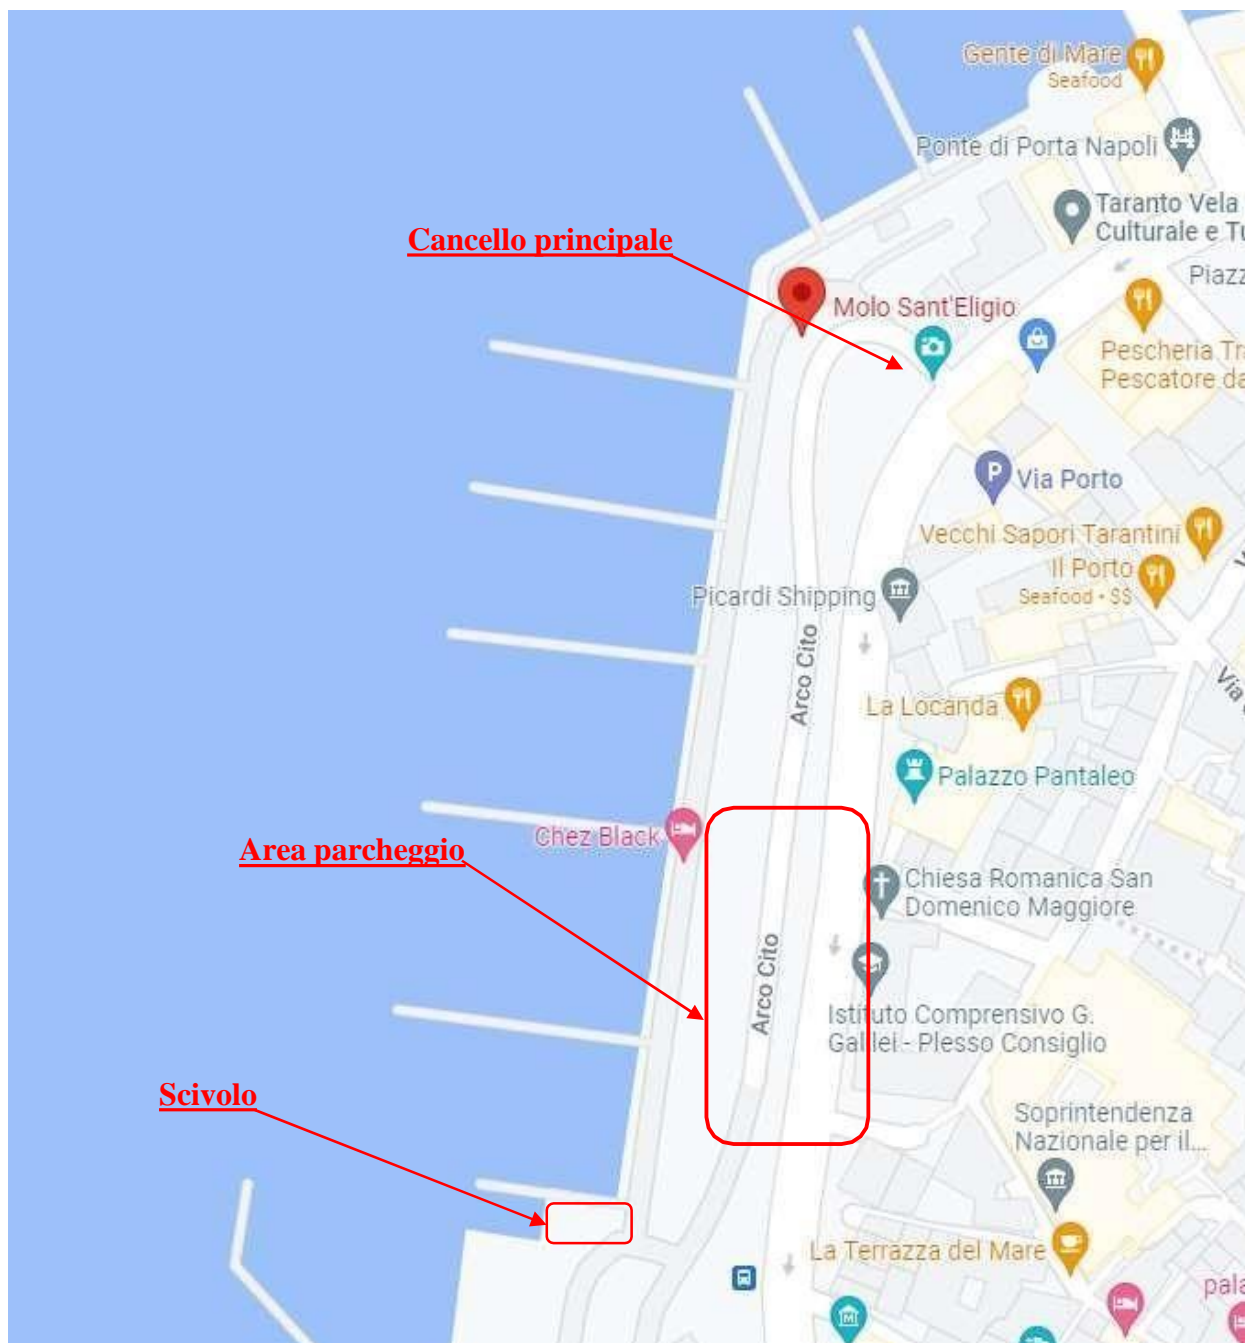 Gente di Mare
Seafood
Ponte di Porta Napoli
Taranto Vela
Culturale e Tu
Cancello principale
Piazz
Molo Sant'Eligio
Pescheria Tra
Pescatore da
P
Via Porto
Vecchi Sapori Tarantini
Il Porto
Seafood · $$
Picardi Shipping
Arco Cito
Via
La Locanda
Palazzo Pantaleo
Chez Black
Area parcheggio
Chiesa Romanica San
Domenico Maggiore
Arco Cito
Istituto Comprensivo G.
Galilei - Plesso Consiglio
Scivolo
Soprintendenza
Nazionale per il...
La Terrazza del Mare
pala
M